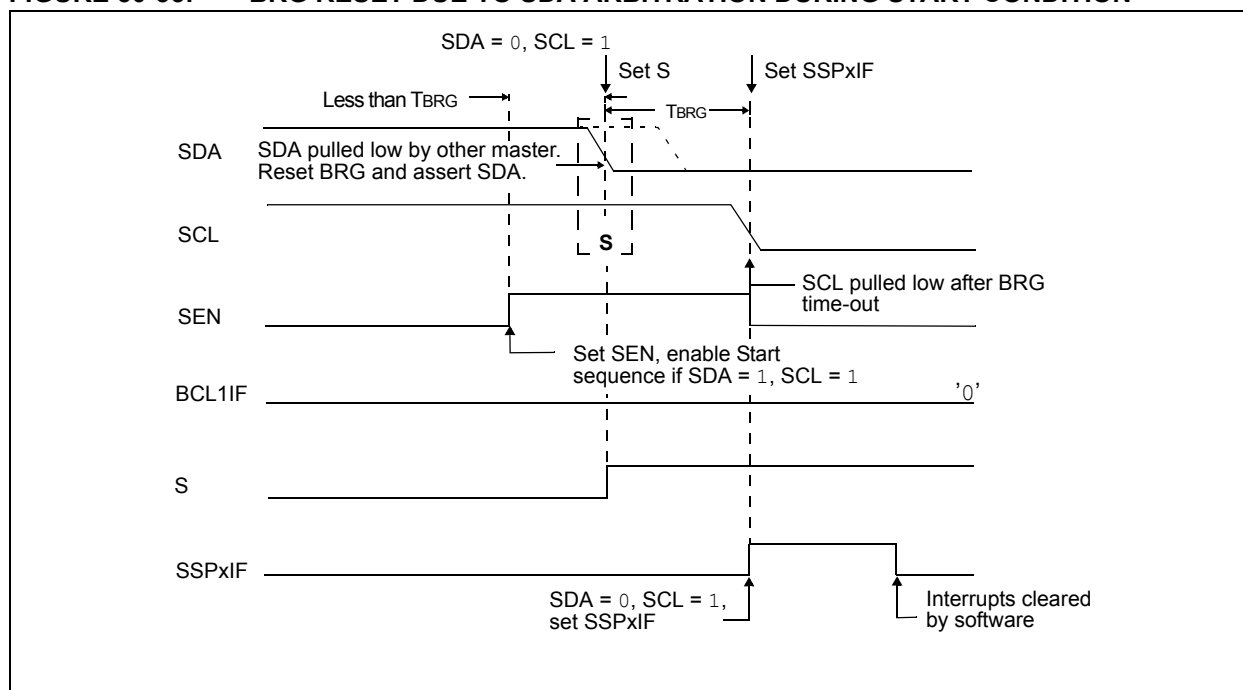 SDA = 0, SCL = 1
Set S
Set SSPxIF
Less than TBRG
TBRG
SDA
SDA pulled low by other master.
Reset BRG and assert SDA.
SCL
S
SCL pulled low after BRG
time-out
SEN
Set SEN, enable Start
sequence if SDA = 1, SCL = 1
BCL1IF
'0'
S
SSPxIF
SDA = 0, SCL = 1,
set SSPxIF
Interrupts cleared
by software